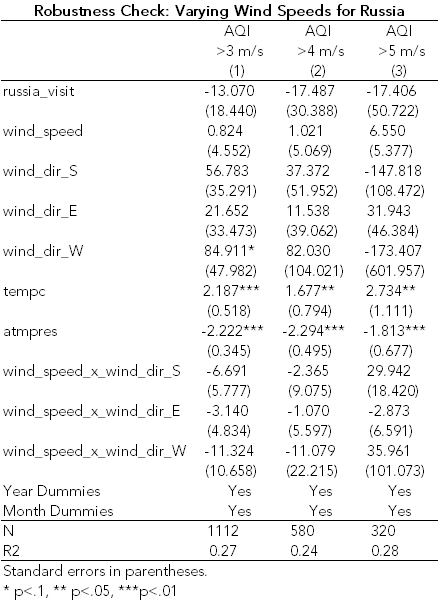 Robustness Check: Varying Wind Speeds for Russia
AQI AQI AQI
>3 m/s >4 m/s >5 m/s
(1) (2) (3)
russia_visit -13.070 -17.487 -17.406
(18.440) (30.388) (50.722)
wind_speed 0.824 1.021 6.550
(4.552) (5.069) (5.377)
wind_dir_S 56.783 37.372 -147.818
(35.291) (51.952) (108.472)
wind_dir_E 21.652 11.538 31.943
(33.473) (39.062) (46.384)
wind_dir_W 84.911* 82.030 -173.407
(47.982) (104.021) (601.957)
tempc 2.187*** 1.677** 2.734**
(0.518) (0.794) (1.111)
atmpres -2.222*** -2.294*** -1.813***
(0.345) (0.495) (0.677)
wind_speed_x_wind_dir_S -6.691 -2.365 29.942
(5.777) (9.075) (18.420)
wind_speed_x_wind_dir_E -3.140 -1.070 -2.873
(4.834) (5.597) (6.591)
wind_speed_x_wind_dir_W -11.324 -11.079 35.961
(10.658) (22.215) (101.073)
Year Dummies Yes Yes Yes
Month Dummies Yes Yes Yes
N 1112 580 320
R2 0.27 0.24 0.28
Standard errors in parentheses.
* p<.1, ** p<.05, ***p<.01